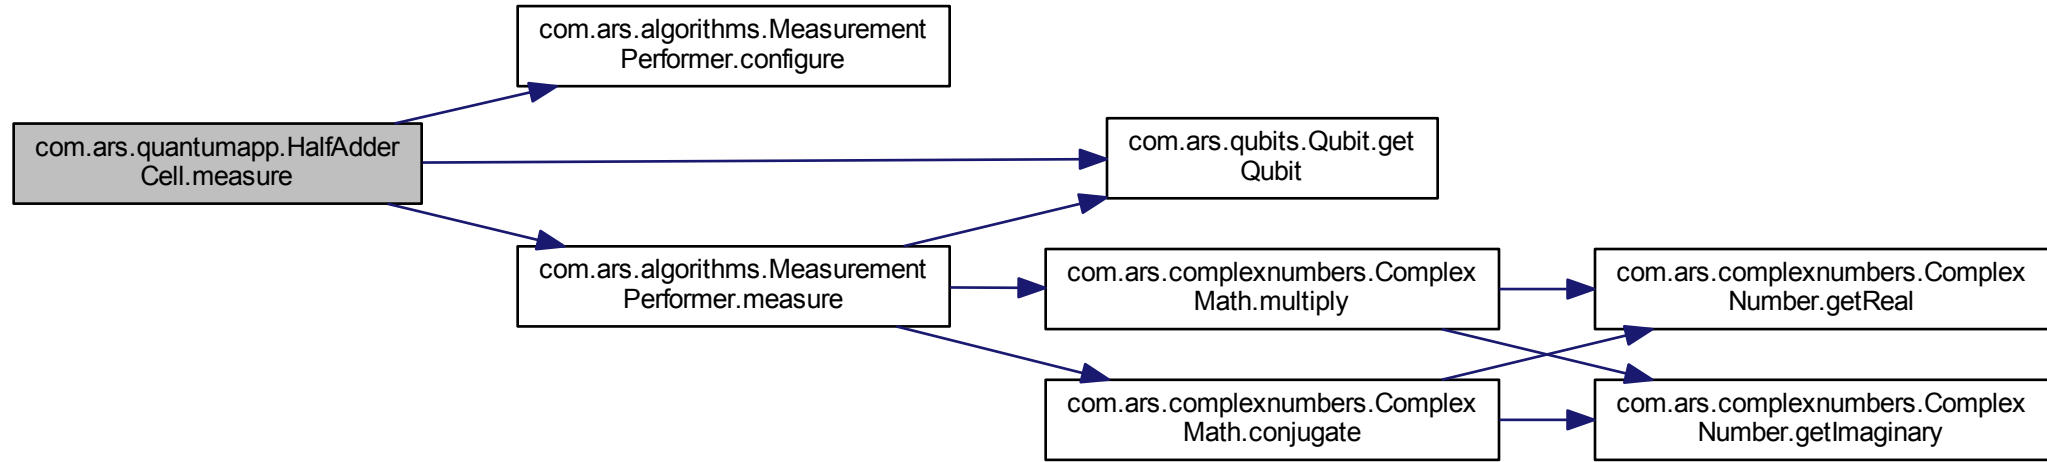 com.ars.algorithms.Measurement
Performer.configure
com.ars.quantumapp.HalfAdder
Cell.measure
com.ars.qubits.Qubit.get
Qubit
com.ars.algorithms.Measurement
Performer.measure
com.ars.complexnumbers.Complex
Math.multiply
com.ars.complexnumbers.Complex
Number.getReal
com.ars.complexnumbers.Complex
Math.conjugate
com.ars.complexnumbers.Complex
Number.getImaginary